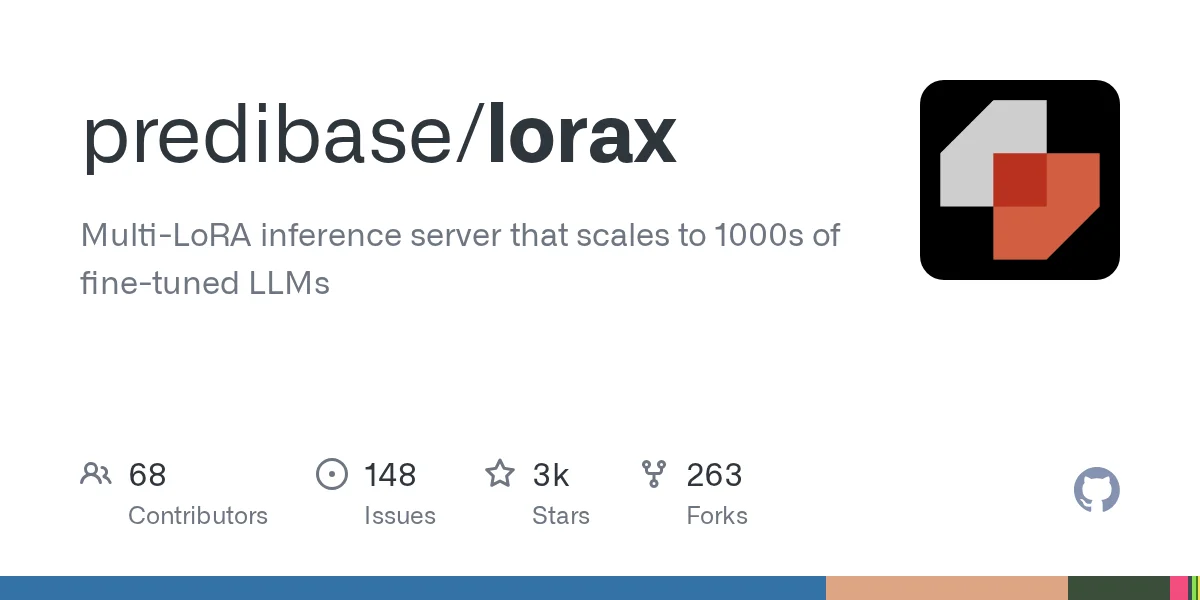 predibase/lorax
Multi-LoRA inference server that scales to 1000s of
fine-tuned LLMs
68
Contributors
148
Issues
3k
Stars
263
Forks